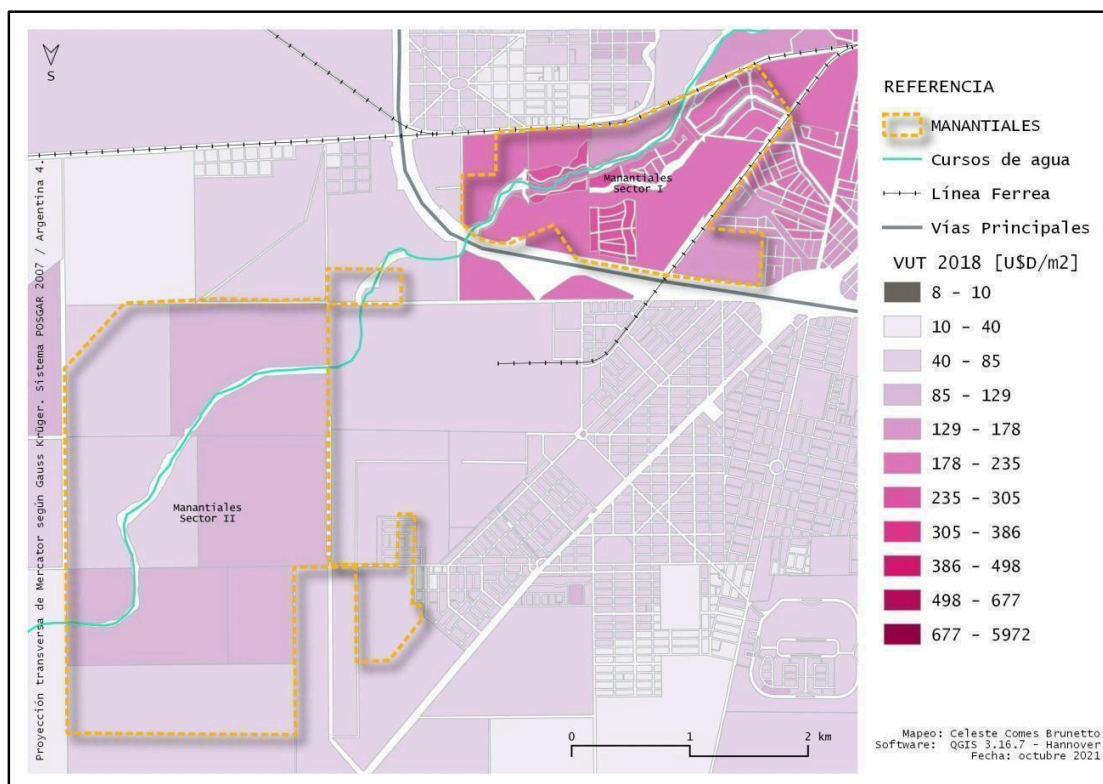 S
Proyección transversa de Mercator según Gauss Krüger. Sistema POSGAR 2007 / Argentina 4.
Manantiales
Sector I
Manantiales
Sector II
0 1 2 km
REFERENCIA
MANANTIALES
Cursos de agua
Línea Ferrea
Vías Principales
VUT 2018 [U$D/m2]
8 - 10
10 - 40
40 - 85
85 - 129
129 - 178
178 - 235
235 - 305
305 - 386
386 - 498
498 - 677
677 - 5972
Mapeo: Celeste Comes Brunetto
Software: QGIS 3.16.7 - Hannover
Fecha: octubre 2021